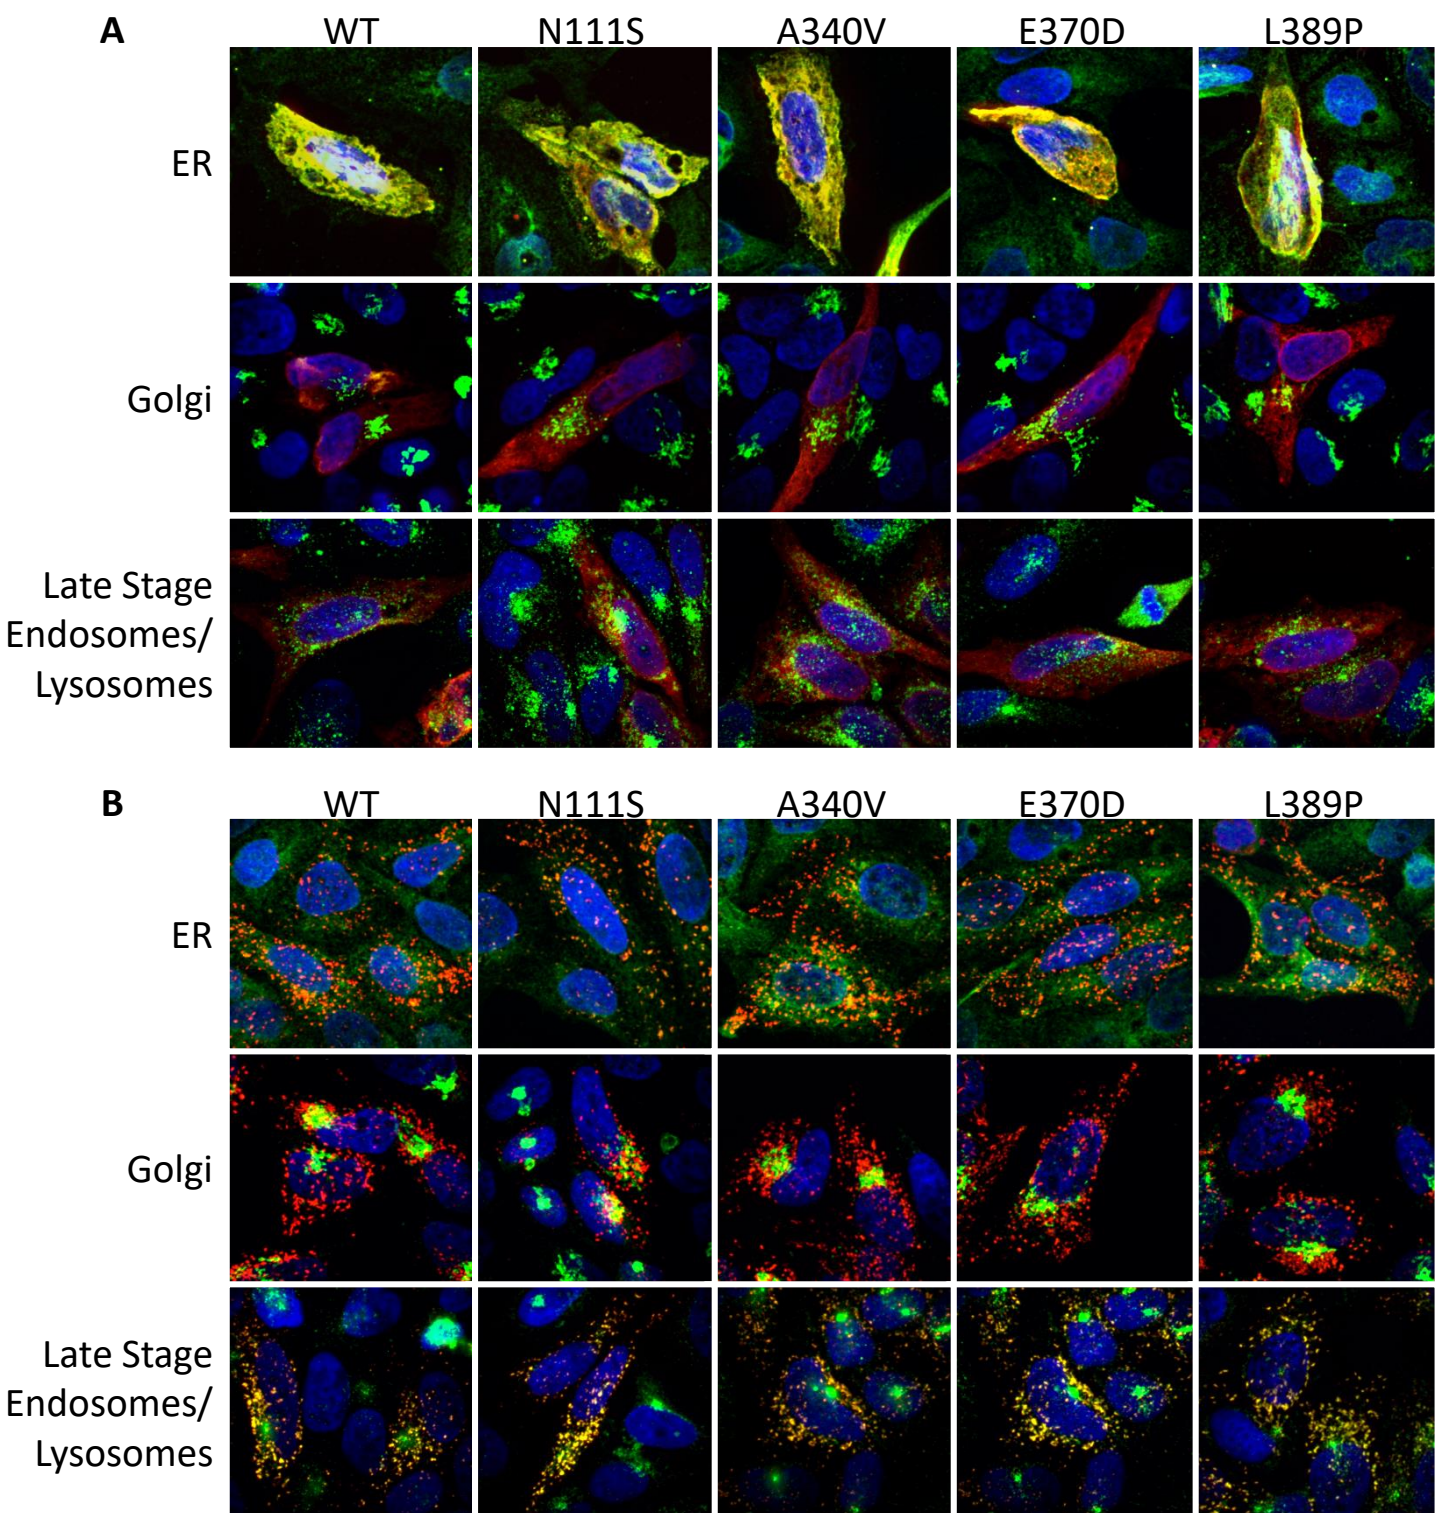 A WT N111S A340V E370D L389P
ER
Golgi
Late Stage
Endosomes/
Lysosomes
B WT N111S A340V E370D L389P
ER
Golgi
Late Stage
Endosomes/
Lysosomes